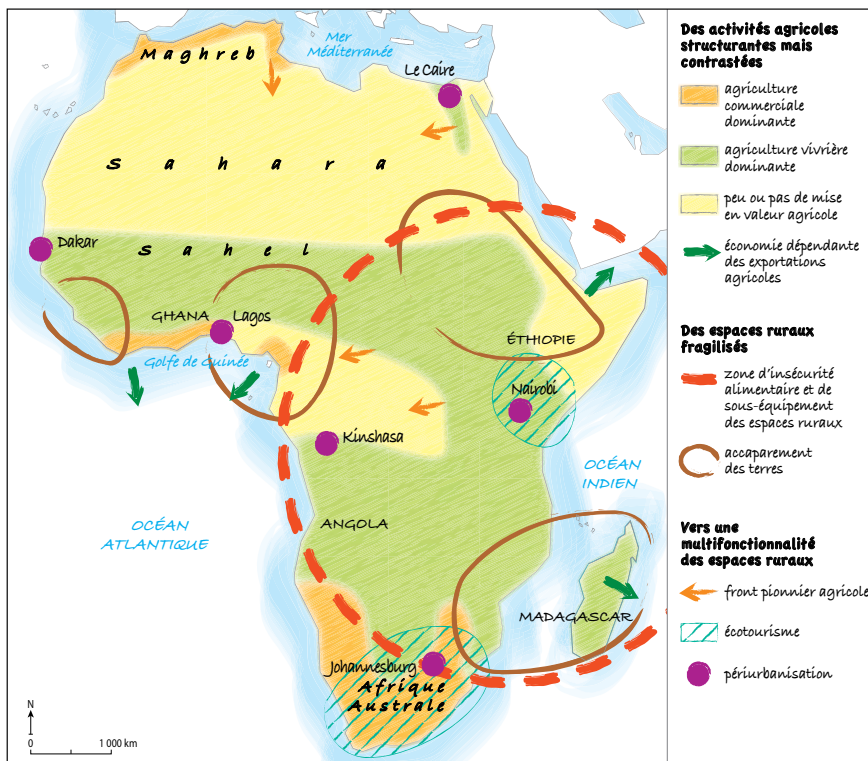 Mer
Méditerranée
Maghreb
Le Caire
Sahara
Dakar
Sahel
GHANA
Lagos
Golfe de Guinée
ÉTHIOPIE
Nairobi
Kinshasa
OCÉAN
INDIEN
OCÉAN
ATLANTIQUE
ANGOLA
MADAGASCAR
Johannesburg
Afrique
Australe
N
0
1 000 km
Des activités agricoles
structurantes mais
contrastées
agriculture
commerciale
dominante
agriculture vivrière
dominante
peu ou pas de mise
en valeur agricole
économie dépendante
des exportations
agricoles
Des espaces ruraux
fragilisés
zone d'insécurité
alimentaire et de
sous-équipement
des espaces ruraux
accaparement
des terres
Vers une
multifonctionnalité
des espaces ruraux
front pionnier agricole
écotourisme
périurbanisation